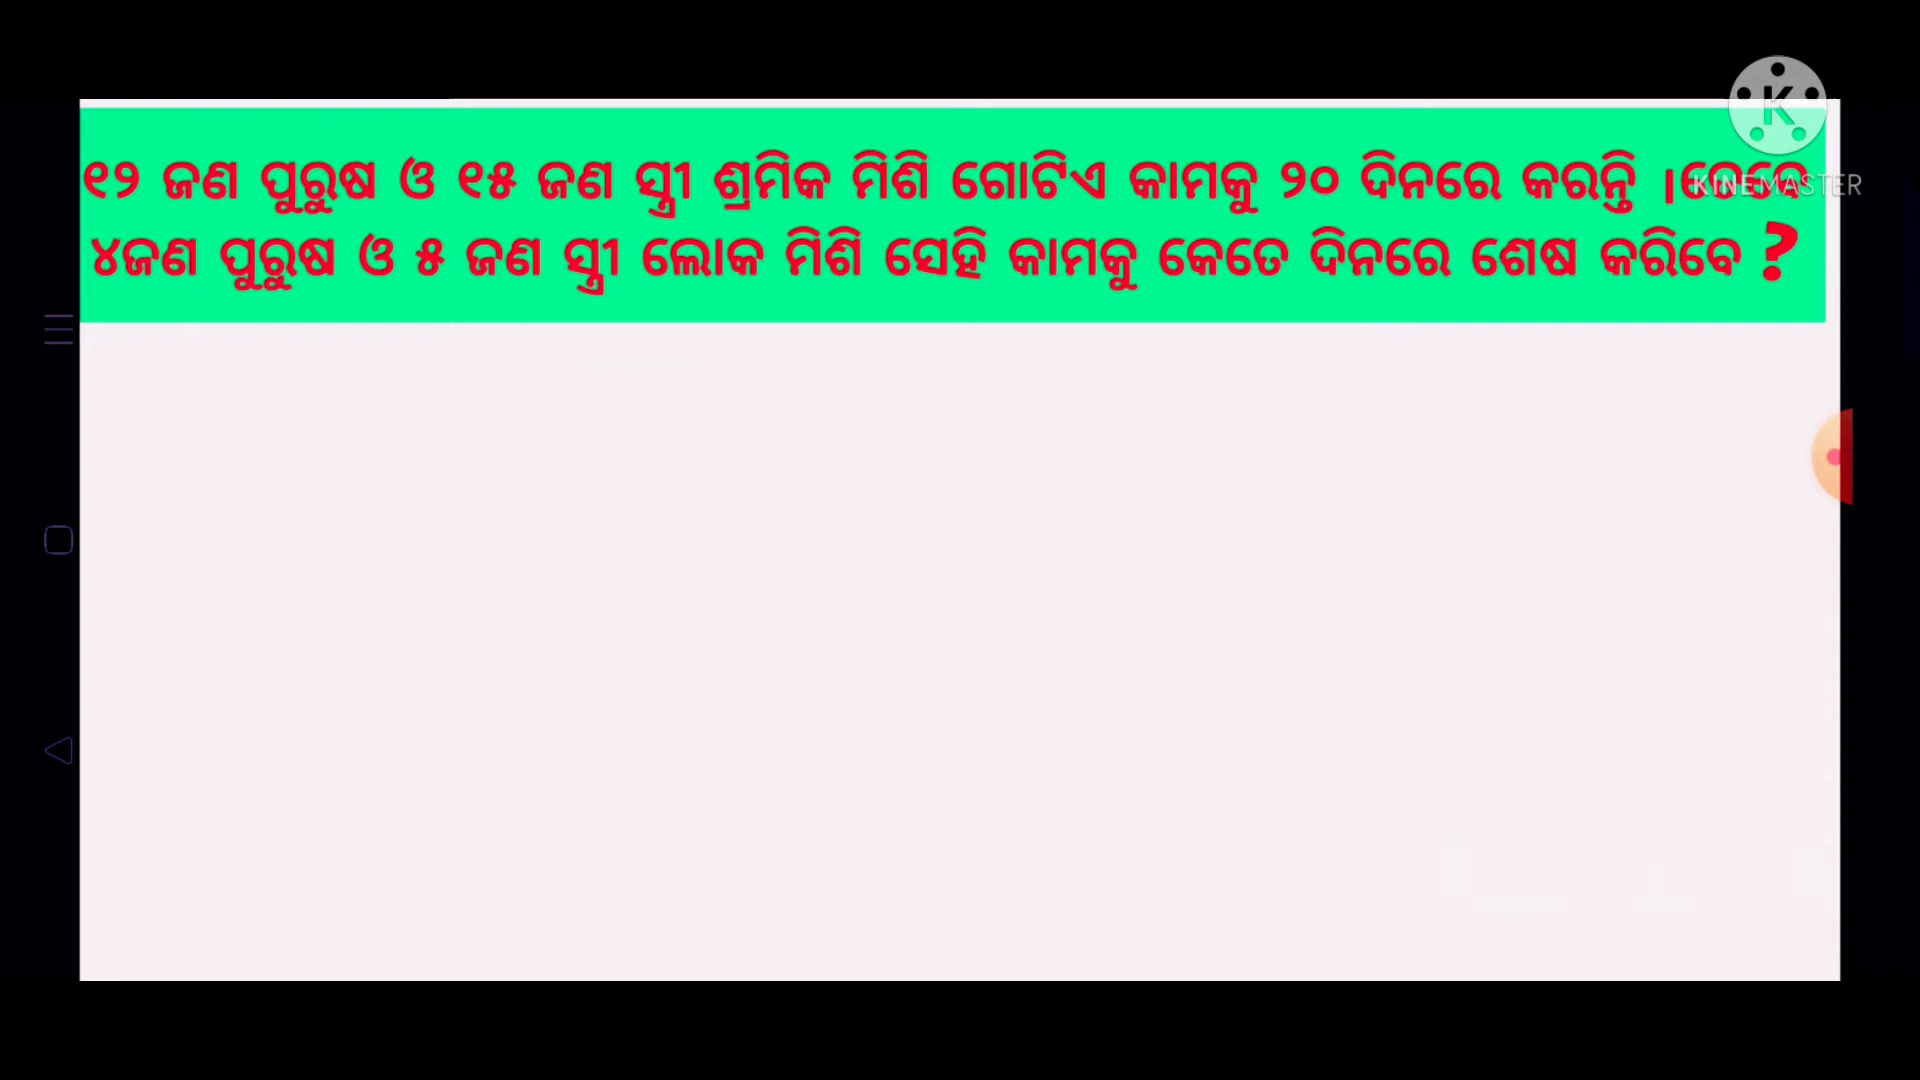 ୧୨ ଜଣ ପୁରୁଷ ଓ ୧୫ ଜଣ ସ୍ତ୍ରୀ ଶ୍ରମିକ ମିଶି ଗୋଟିଏ କାମକୁ ୨୦ ଦିନରେ କରନ୍ତି ।ତେବେ
୪ଜଣ ପୁରୁଷ ଓ ୫ ଜଣ ସ୍ତ୍ରୀ ଲୋକ ମିଶି ସେହି କାମକୁ କେତେ ଦିନରେ ଶେଷ କରିବେ ?
K
KINEMASTER